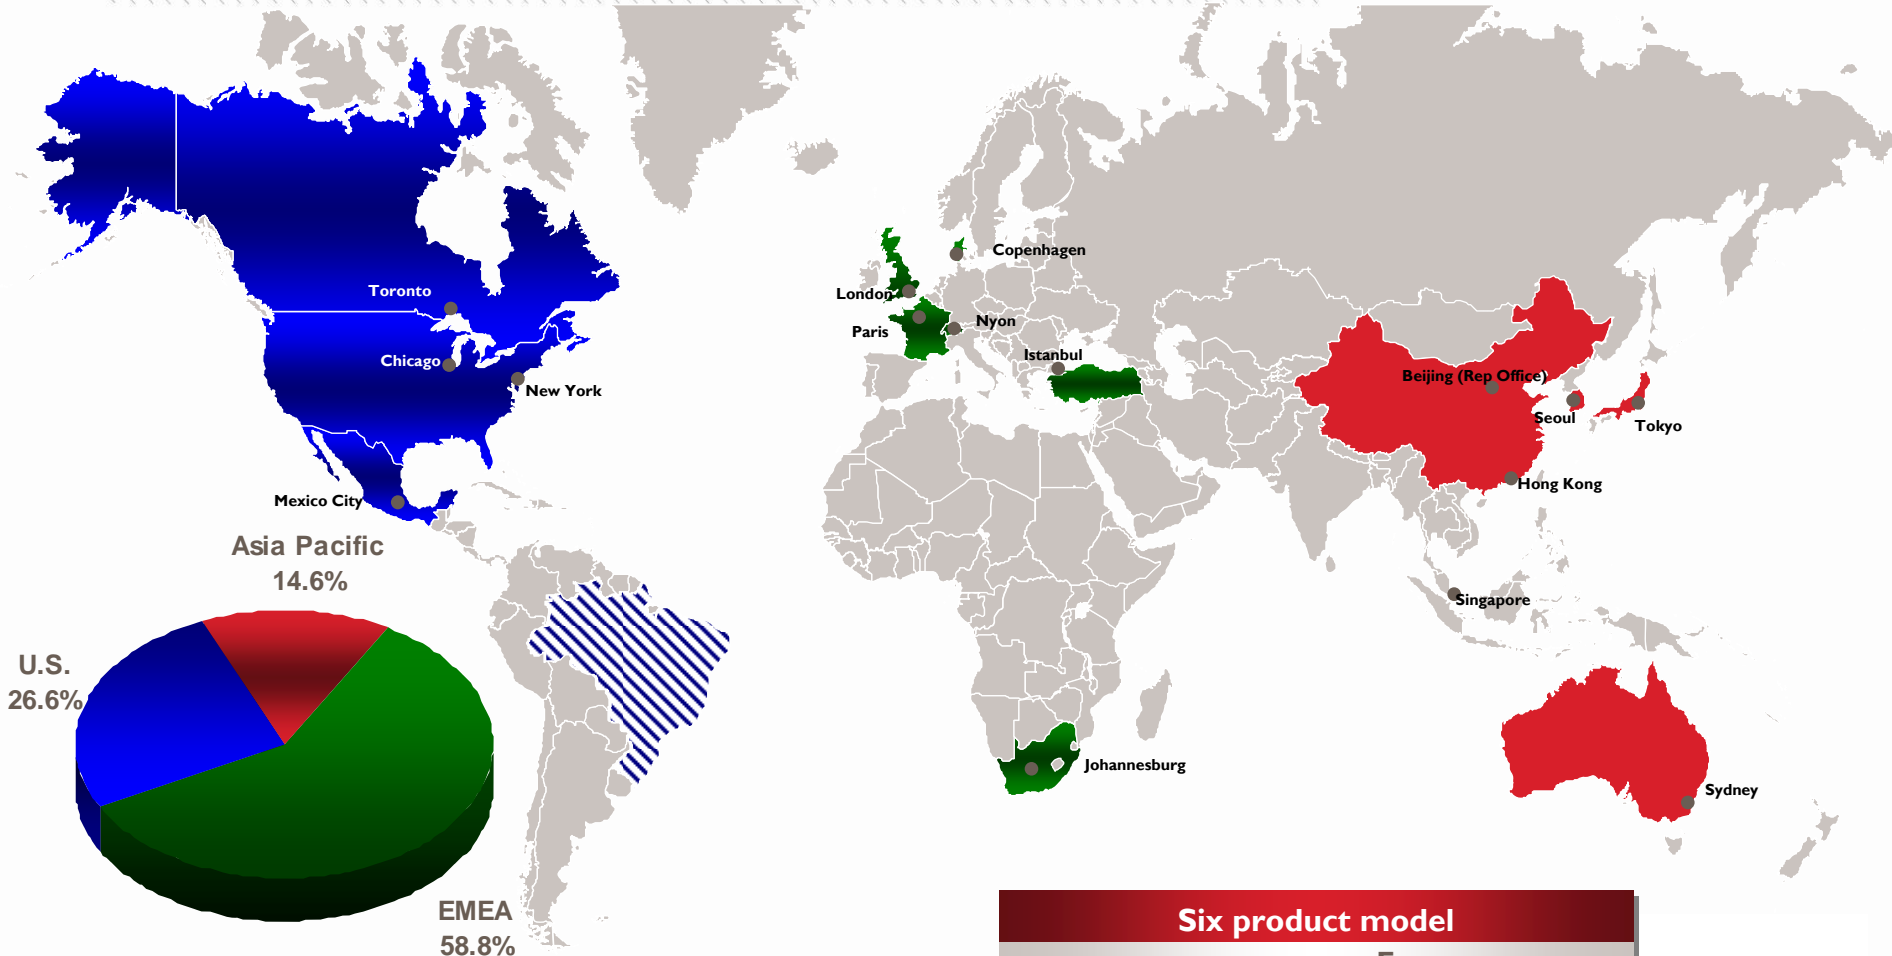 Copenhagen
Toronto
London
Nyon
Paris
Istanbul
Chicago
New York
Beijing (Rep Office)
Seoul
Tokyo
Hong Kong
Mexico City
Asia Pacific
14.6%
Singapore
U.S.
26.6%
Johannesburg
Sydney
EMEA
58.8%
Six product model